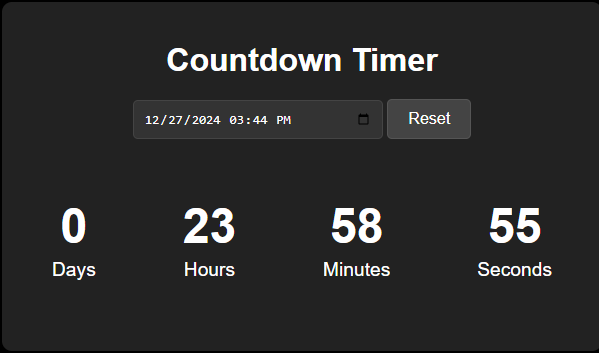 Countdown Timer
12/27/2024 03:44 PM Reset
0 23 58 55
Days Hours Minutes Seconds